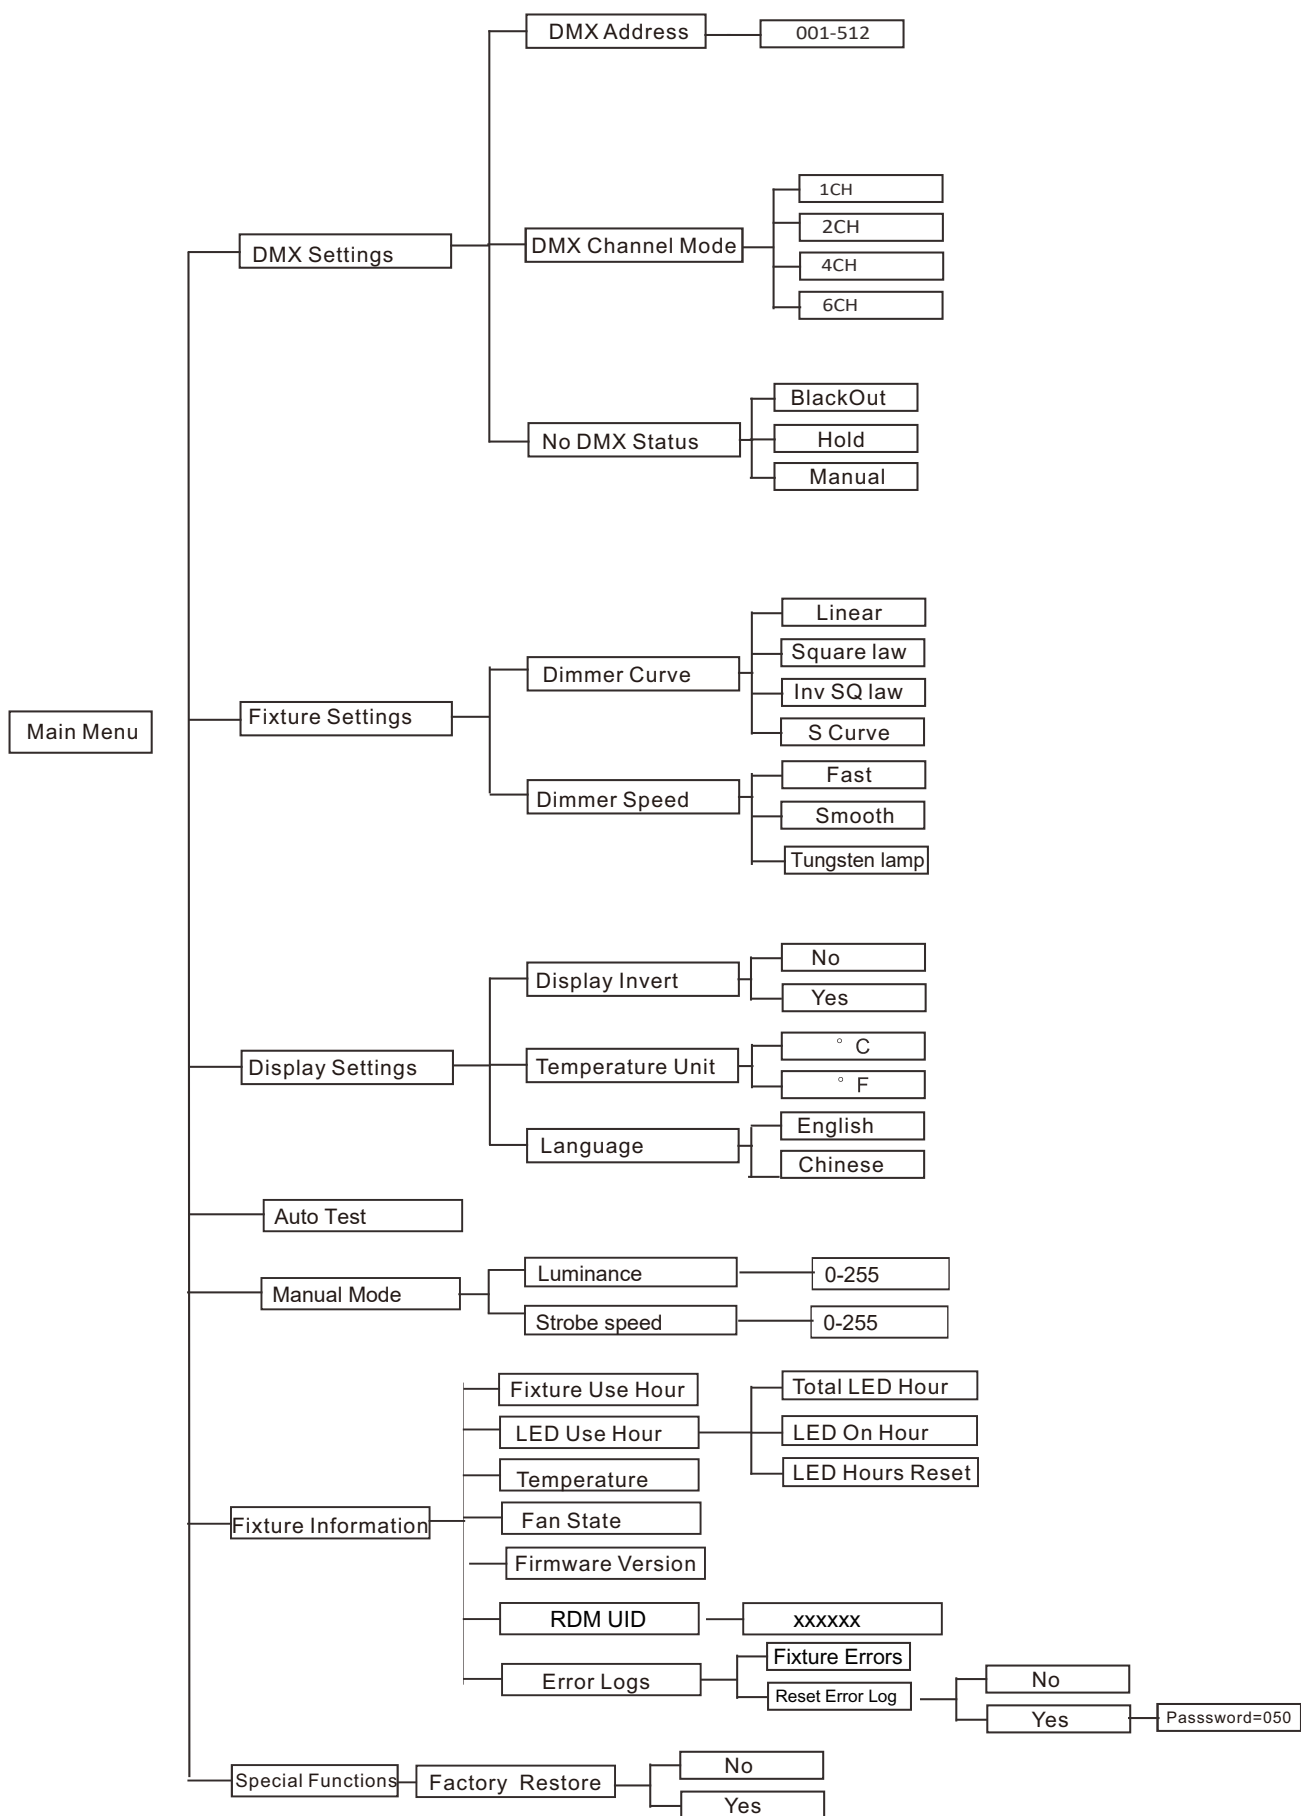 Main Menu
DMX Settings
DMX Address
001-512
DMX Channel Mode
1CH
2CH
4CH
6CH
No DMX Status
BlackOut
Hold
Manual
Fixture Settings
Dimmer Curve
Linear
Square law
Inv SQ law
S Curve
Dimmer Speed
Fast
Smooth
Tungsten lamp
Display Settings
Display Invert
No
Yes
Temperature Unit
° C
° F
Language
English
Chinese
Auto Test
Manual Mode
Luminance
0-255
Strobe speed
0-255
Fixture Information
Fixture Use Hour
LED Use Hour
Total LED Hour
LED On Hour
LED Hours Reset
Temperature
Fan State
Firmware Version
RDM UID
xxxxxx
Error Logs
Fixture Errors
Reset Error Log
No
Yes
Passsword=050
Special Functions
Factory Restore
No
Yes